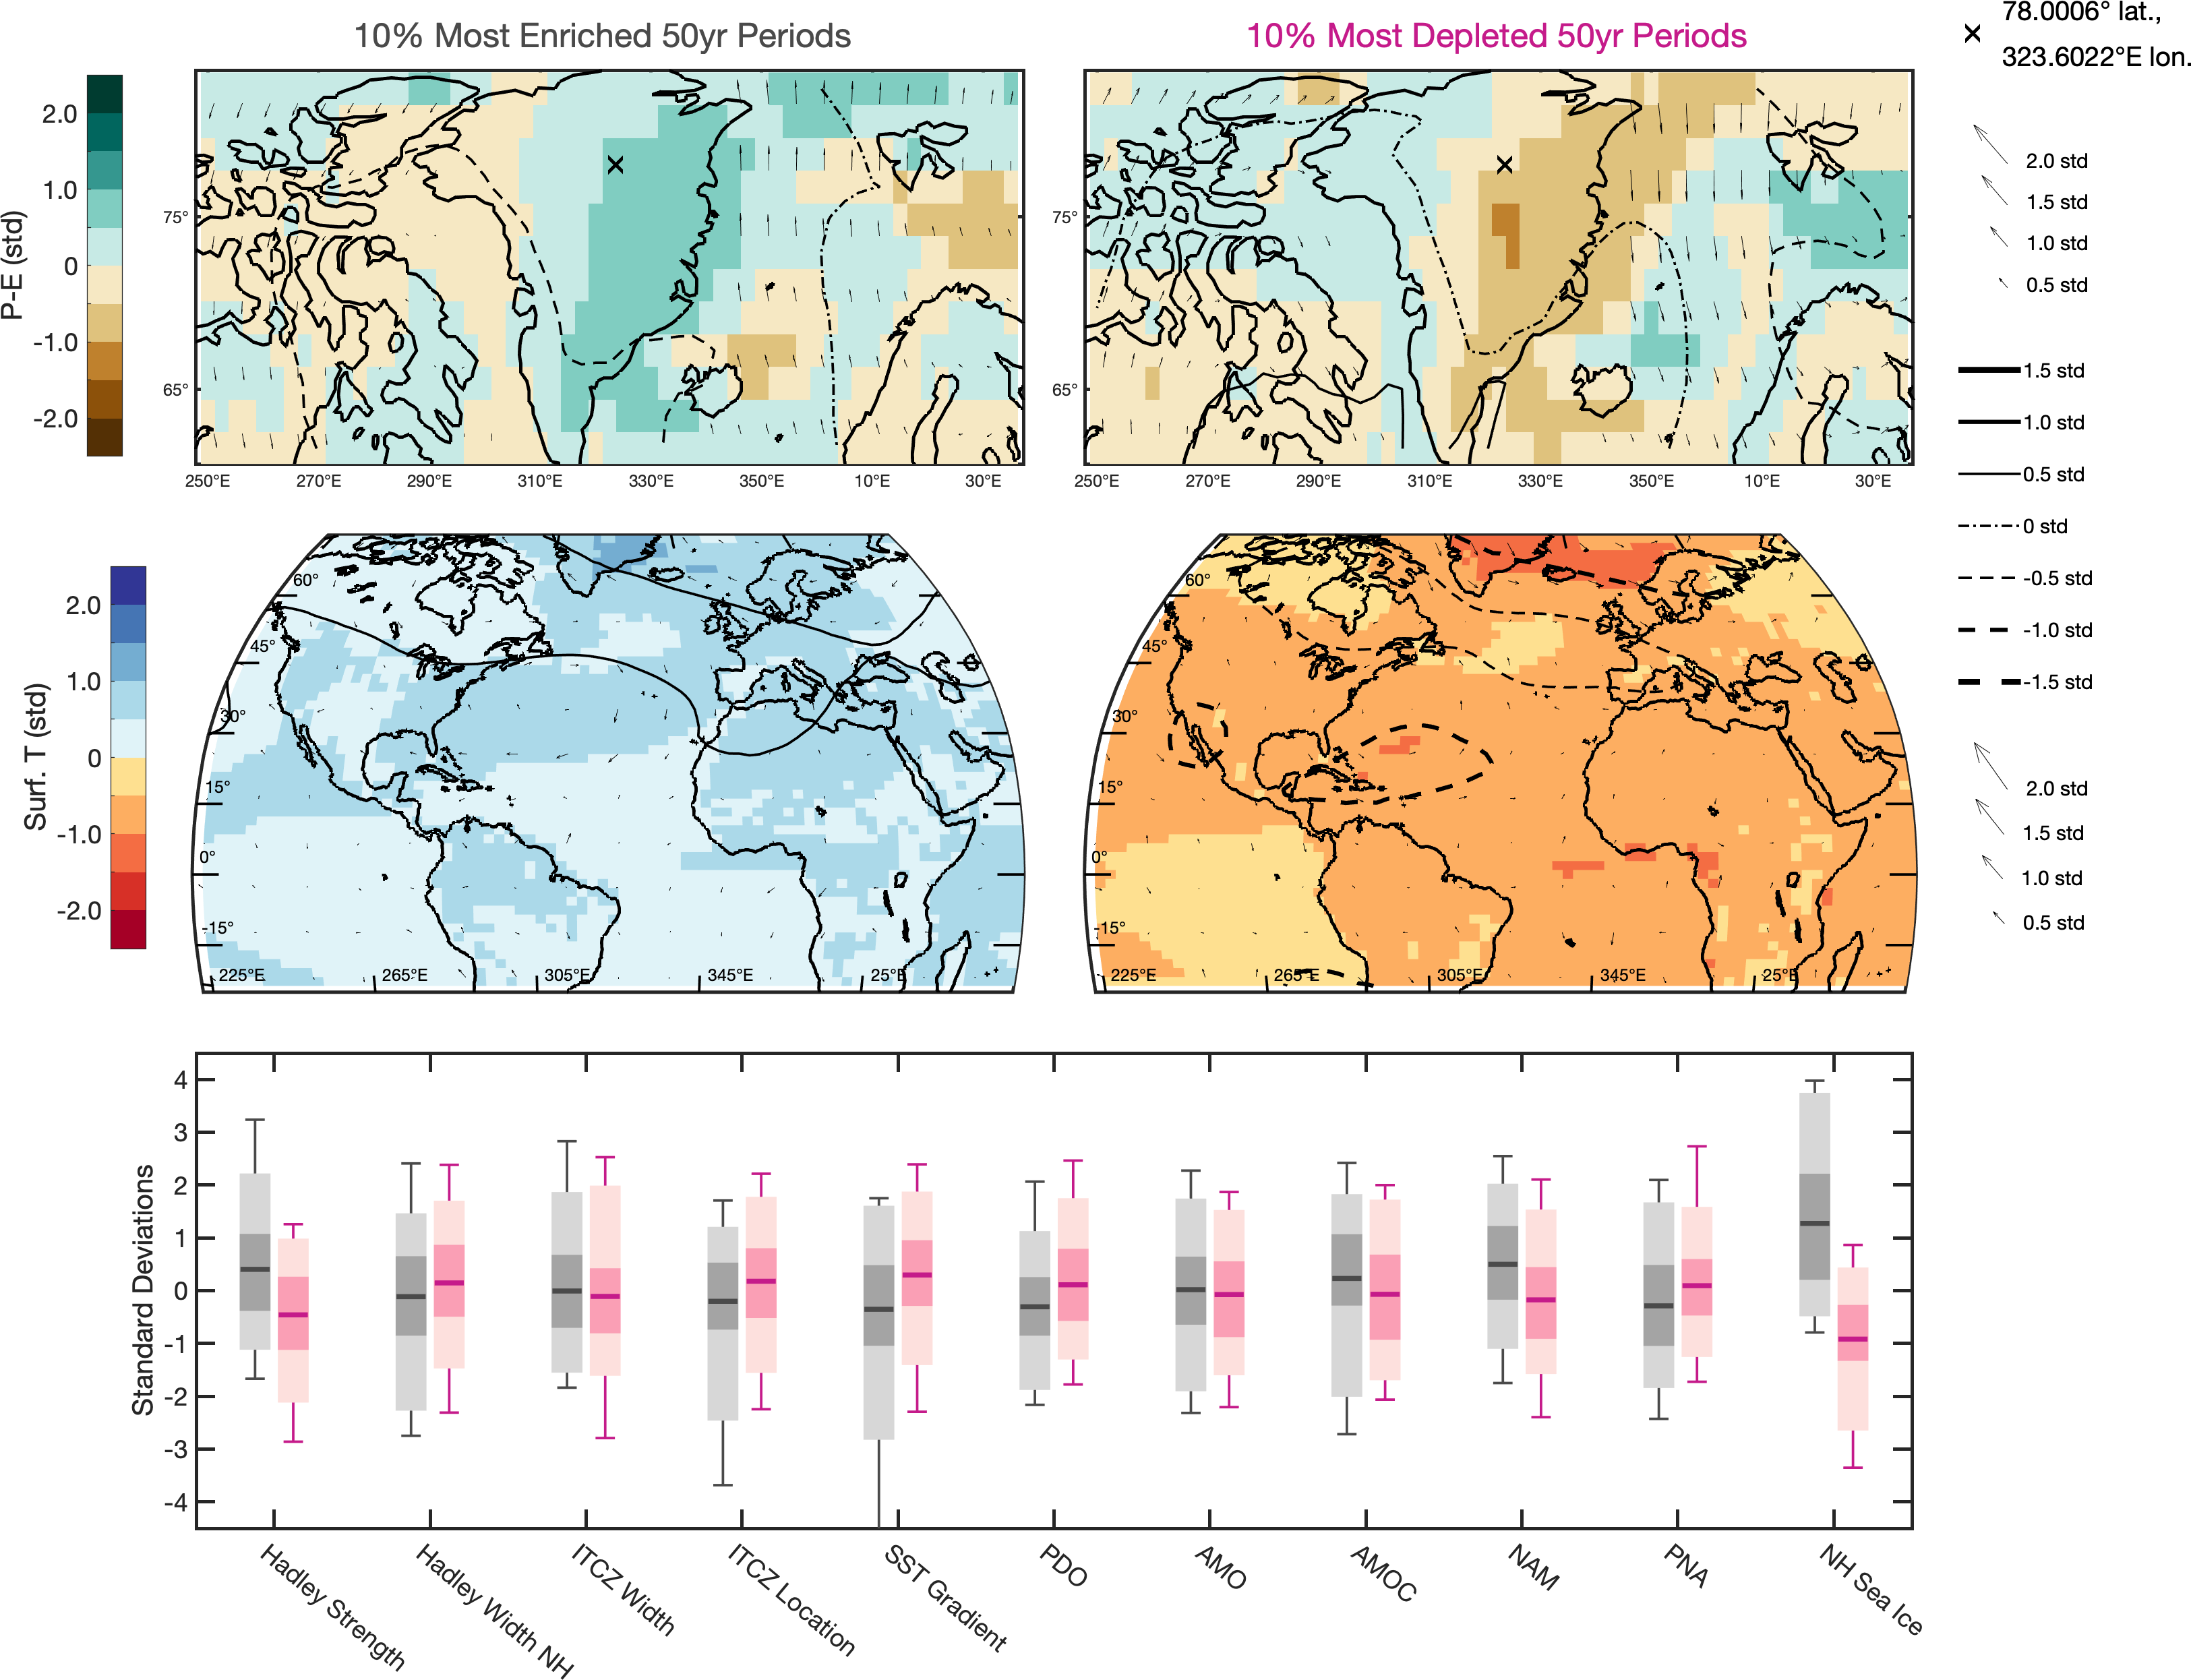 10% Most Enriched 50yr Periods
10% Most Depleted 50yr Periods
78.0006° lat.,
323.6022°E lon.
P-E (std)
2.0
1.0
0
-1.0
-2.0
75°
65°
250°E 270°E 290°E 310°E 330°E 350°E 10°E 30°E
75°
65°
250°E 270°E 290°E 310°E 330°E 350°E 10°E 30°E
2.0 std
1.5 std
1.0 std
0.5 std
1.5 std
1.0 std
0.5 std
0 std
-0.5 std
-1.0 std
-1.5 std
Surf. T (std)
2.0
1.0
0
-1.0
-2.0
60°
45°
30°
15°
0°
-15°
225°E 265°E 305°E 345°E 25°E
60°
45°
30°
15°
0°
-15°
225°E 265°E 305°E 345°E 25°E
2.0 std
1.5 std
1.0 std
0.5 std
Standard Deviations
4
3
2
1
0
-1
-2
-3
-4
Hadley Strength
Hadley Width NH
ITCZ Width
ITCZ Location
SST Gradient
PDO
AMO
AMOC
NAM
PNA
NH Sea Ice